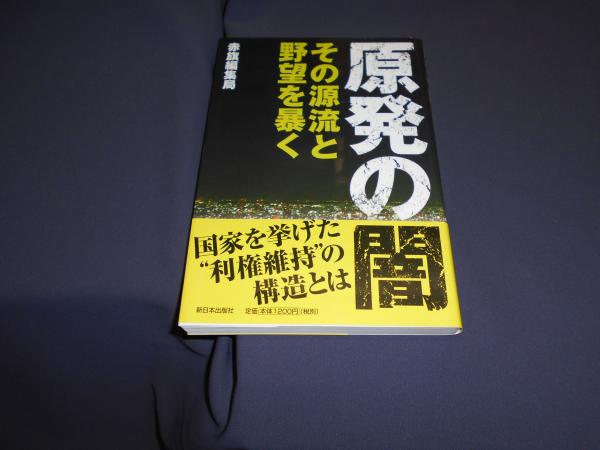 原発の闇
その源流と
野望を暴く
赤旗編集局
国家を挙げた
“利権維持”の
構造とは
新日本出版社 定価[本体1,200円](税別)